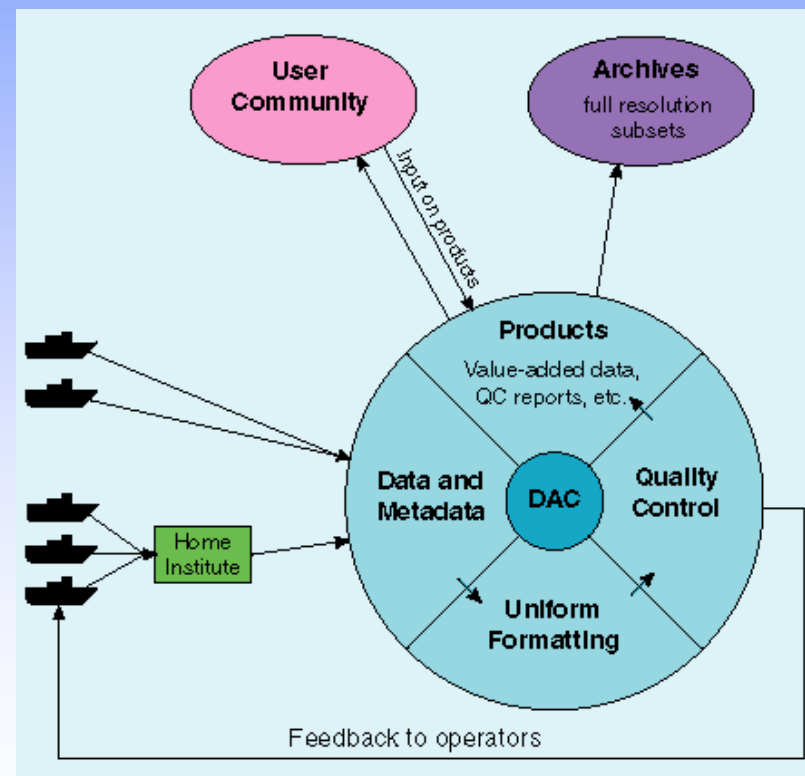 User
Community
Archives
full resolution
subsets
Input on products
Products
Value-added data,
QC reports, etc.
Data and
Metadata
DAC
Quality
Control
Home
Institute
Uniform
Formatting
Feedback to operators